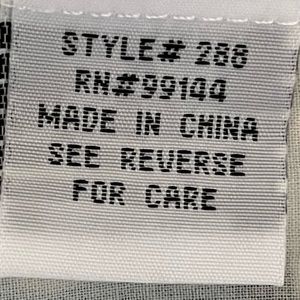 STYLE# 288
RN#99144
MADE IN CHINA
SEE REVERSE
FOR CARE